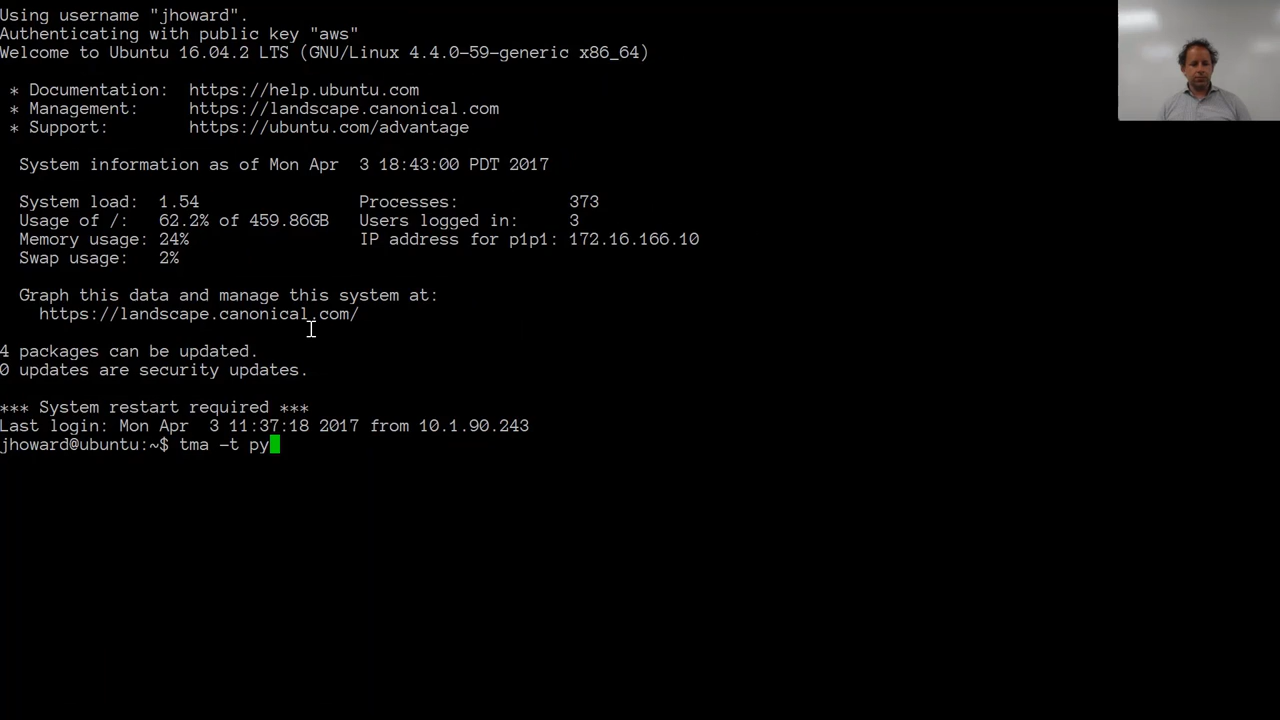 Using username "jhoward".
Authenticating with public key "aws"
Welcome to Ubuntu 16.04.2 LTS (GNU/Linux 4.4.0-59-generic x86_64)
* Documentation:  https://help.ubuntu.com
* Management:     https://landscape.canonical.com
* Support:        https://ubuntu.com/advantage
System information as of Mon Apr  3 18:43:00 PDT 2017
System load:  1.54                Processes:           373
Usage of /:   62.2% of 459.86GB   Users logged in:     3
Memory usage: 24%                 IP address for p1p1: 172.16.166.10
Swap usage:   2%
Graph this data and manage this system at:
https://landscape.canonical.com/
4 packages can be updated.
0 updates are security updates.
*** System restart required ***
Last login: Mon Apr  3 11:37:18 2017 from 10.1.90.243
jhoward@ubuntu:~$ tma -t py